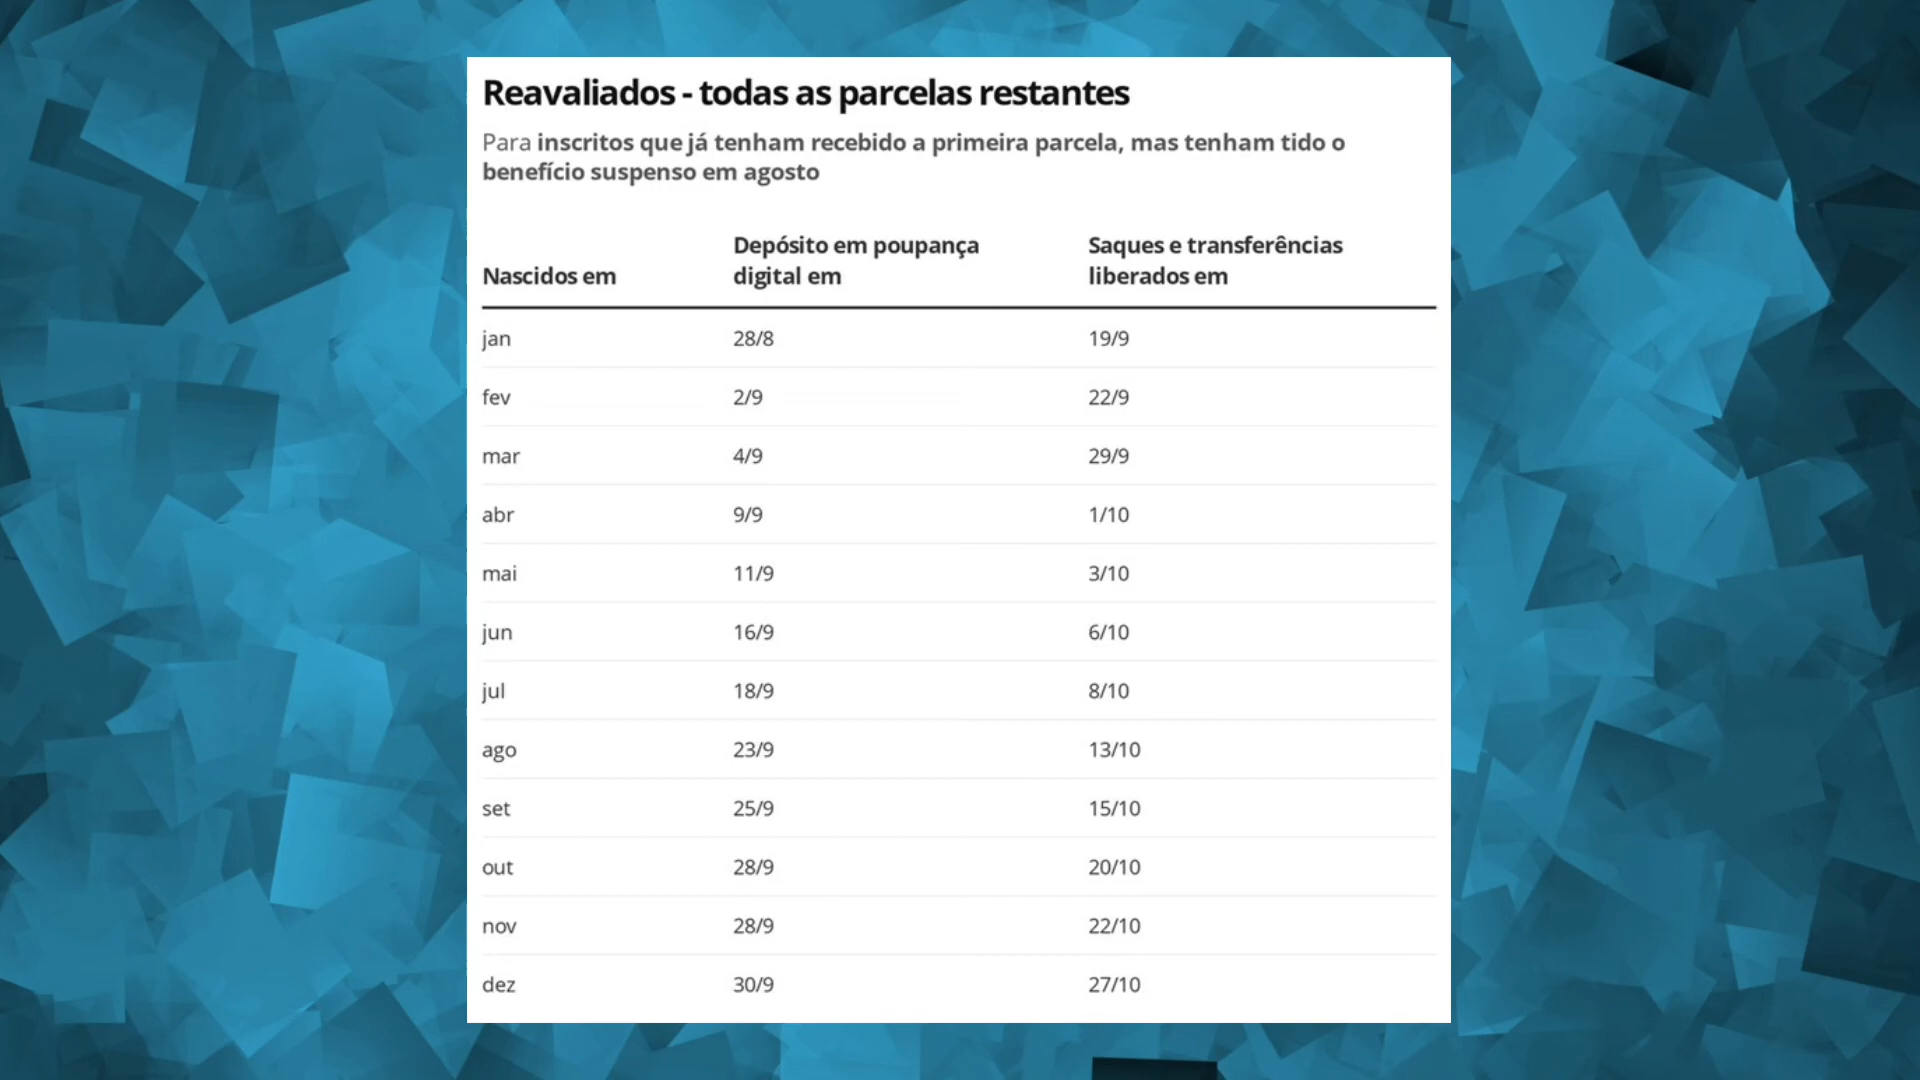 Reavaliados - todas as parcelas restantes
Para inscritos que já tenham recebido a primeira parcela, mas tenham tido o
benefício suspenso em agosto
Nascidos em Depósito em poupança digital em Saques e transferências liberados em
jan 28/8 19/9
fev 2/9 22/9
mar 4/9 29/9
abr 9/9 1/10
mai 11/9 3/10
jun 16/9 6/10
jul 18/9 8/10
ago 23/9 13/10
set 25/9 15/10
out 28/9 20/10
nov 28/9 22/10
dez 30/9 27/10